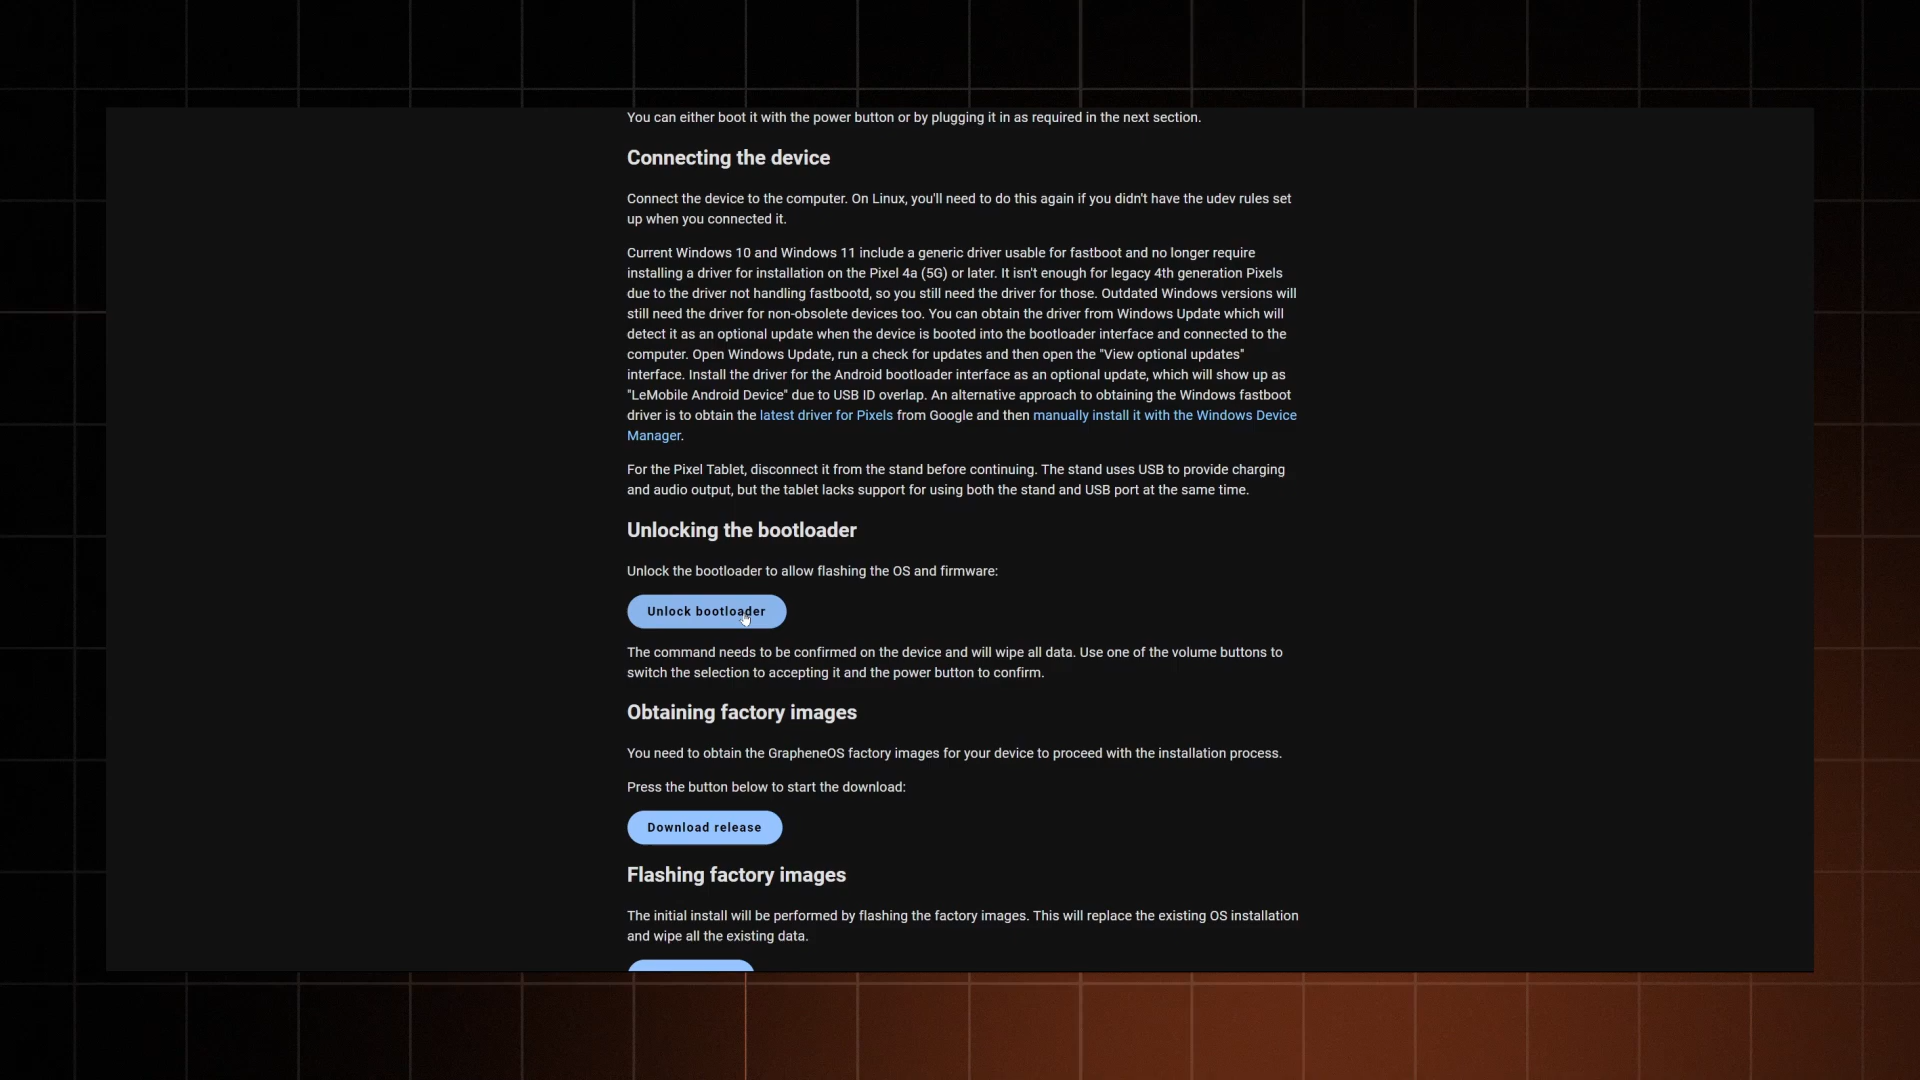 You can either boot it with the power button or by plugging it in as required in the next section.
Connecting the device
Connect the device to the computer. On Linux, you'll need to do this again if you didn't have the udev rules set
up when you connected it.
Current Windows 10 and Windows 11 include a generic driver usable for fastboot and no longer require
installing a driver for installation on the Pixel 4a (5G) or later. It isn't enough for legacy 4th generation Pixels
due to the driver not handling fastbootd, so you still need the driver for those. Outdated Windows versions will
still need the driver for non-obsolete devices too. You can obtain the driver from Windows Update which will
detect it as an optional update when the device is booted into the bootloader interface and connected to the
computer. Open Windows Update, run a check for updates and then open the "View optional updates"
interface. Install the driver for the Android bootloader interface as an optional update, which will show up as
"LeMobile Android Device" due to USB ID overlap. An alternative approach to obtaining the Windows fastboot
driver is to obtain the latest driver for Pixels from Google and then manually install it with the Windows Device
Manager.
For the Pixel Tablet, disconnect it from the stand before continuing. The stand uses USB to provide charging
and audio output, but the tablet lacks support for using both the stand and USB port at the same time.
Unlocking the bootloader
Unlock the bootloader to allow flashing the OS and firmware:
Unlock bootloader
The command needs to be confirmed on the device and will wipe all data. Use one of the volume buttons to
switch the selection to accepting it and the power button to confirm.
Obtaining factory images
You need to obtain the GrapheneOS factory images for your device to proceed with the installation process.
Press the button below to start the download:
Download release
Flashing factory images
The initial install will be performed by flashing the factory images. This will replace the existing OS installation
and wipe all the existing data.